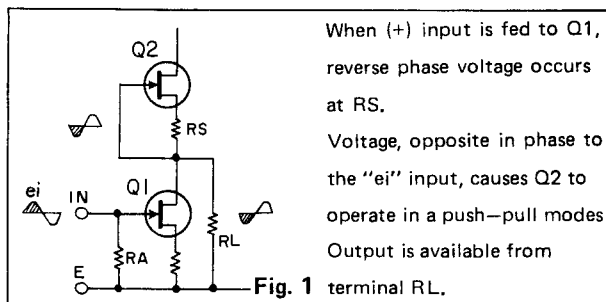 Q2
RS
ei
IN
Q1
RA
RL
E
Fig. 1
When (+) input is fed to Q1,
reverse phase voltage occurs
at RS.
Voltage, opposite in phase to
the "ei" input, causes Q2 to
operate in a push–pull modes
Output is available from
terminal RL.